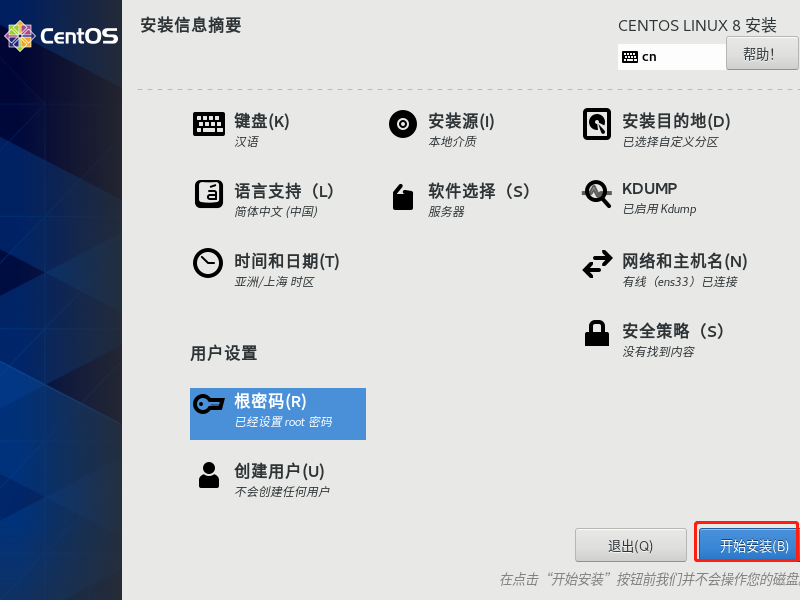 CentOS
安装信息摘要
CENTOS LINUX 8 安装
cn
帮助!
键盘(K)
汉语
安装源(I)
本地介质
安装目的地(D)
已选择自定义分区
语言支持（L）
简体中文 (中国)
软件选择（S）
服务器
KDUMP
已启用 Kdump
时间和日期(T)
亚洲/上海 时区
网络和主机名(N)
有线（ens33）已连接
安全策略（S）
没有找到内容
用户设置
根密码(R)
已经设置 root 密码
创建用户(U)
不会创建任何用户
退出(Q)
开始安装(B)
在点击“开始安装”按钮前我们并不会操作您的磁盘。